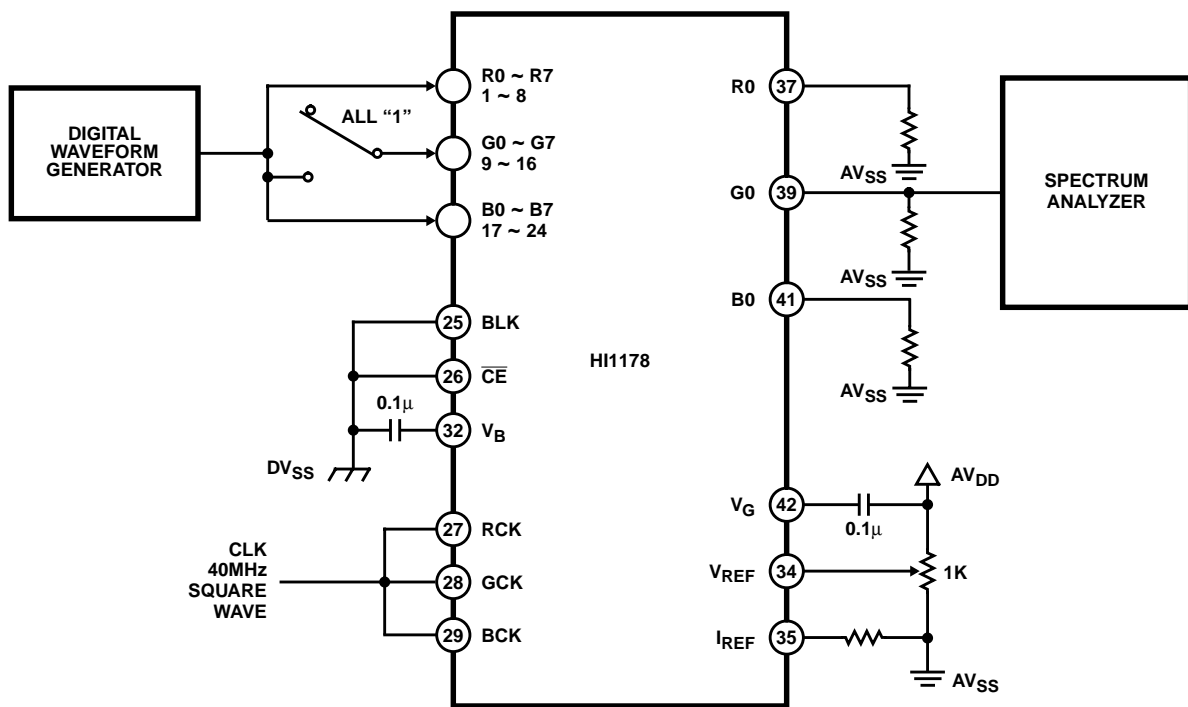 DIGITAL
WAVEFORM
GENERATOR
ALL “1”
R0 ~ R7
1 ~ 8
G0 ~ G7
9 ~ 16
B0 ~ B7
17 ~ 24
25 BLK
26 CE
0.1µ
32 VB
DVSS
CLK
40MHz
SQUARE
WAVE
27 RCK
28 GCK
29 BCK
HI1178
R0 37
AVSS
G0 39
AVSS
B0 41
AVSS
SPECTRUM
ANALYZER
AVDD
VG 42
0.1µ
VREF 34
1K
IREF 35
AVSS